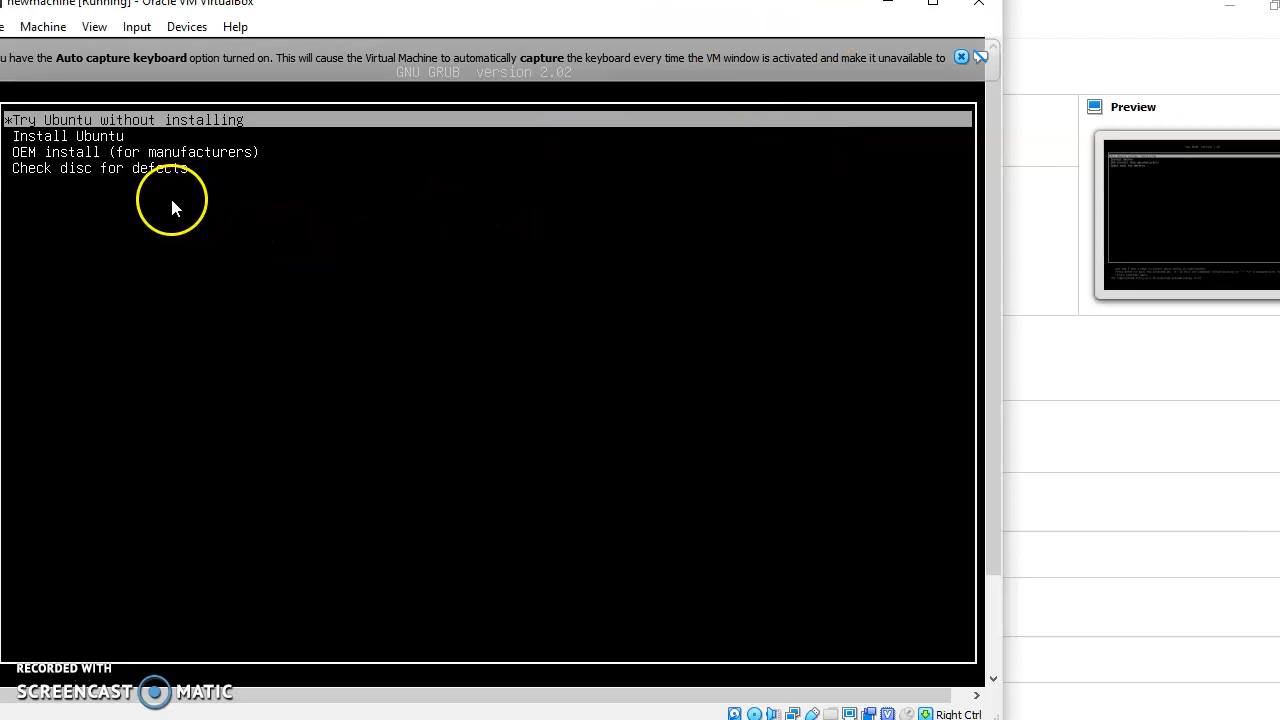 newmachine [Running] - Oracle VM VirtualBox
Machine View Input Devices Help
u have the Auto capture keyboard option turned on. This will cause the Virtual Machine to automatically capture the keyboard every time the VM window is activated and make it unavailable to
GNU GRUB version 2.02
*Try Ubuntu without installing
Install Ubuntu
OEM install (for manufacturers)
Check disc for defects
Preview
RECORDED WITH
SCREENCAST MATIC
Right Ctrl